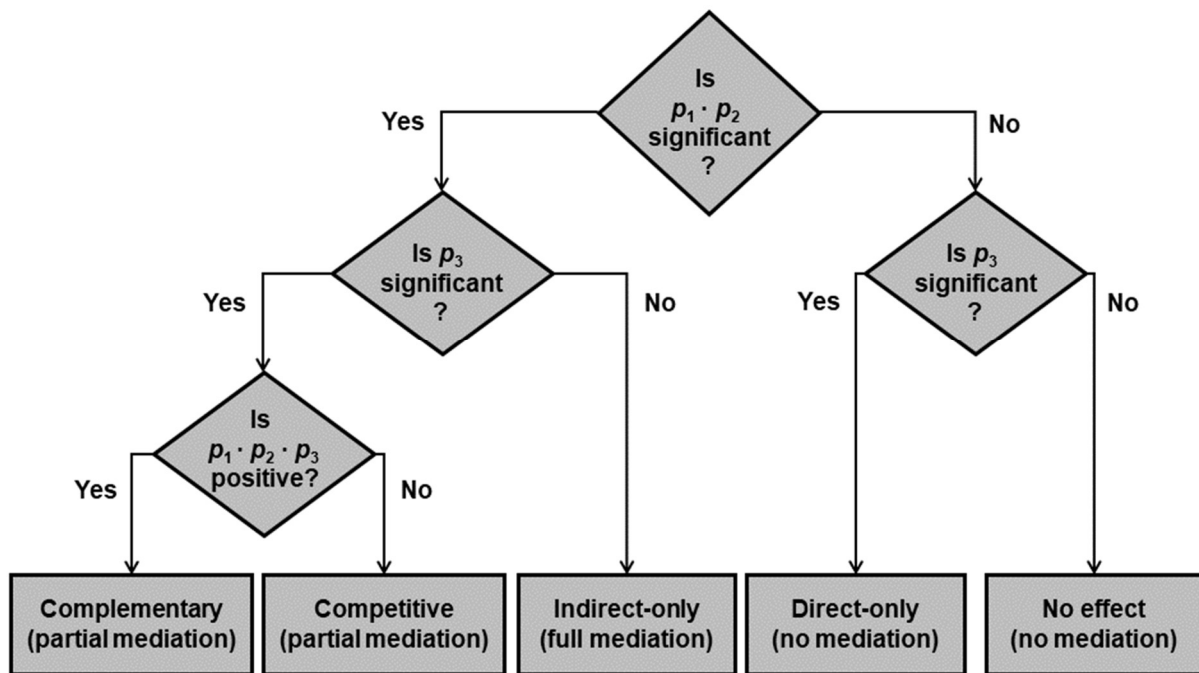 Is
p₁ · p₂
significant
?
Yes
No
Is p₃
significant
?
Yes
No
Is p₃
significant
?
Yes
No
Is
p₁ · p₂ · p₃
positive?
Yes
No
Complementary
(partial mediation)
Competitive
(partial mediation)
Indirect-only
(full mediation)
Direct-only
(no mediation)
No effect
(no mediation)